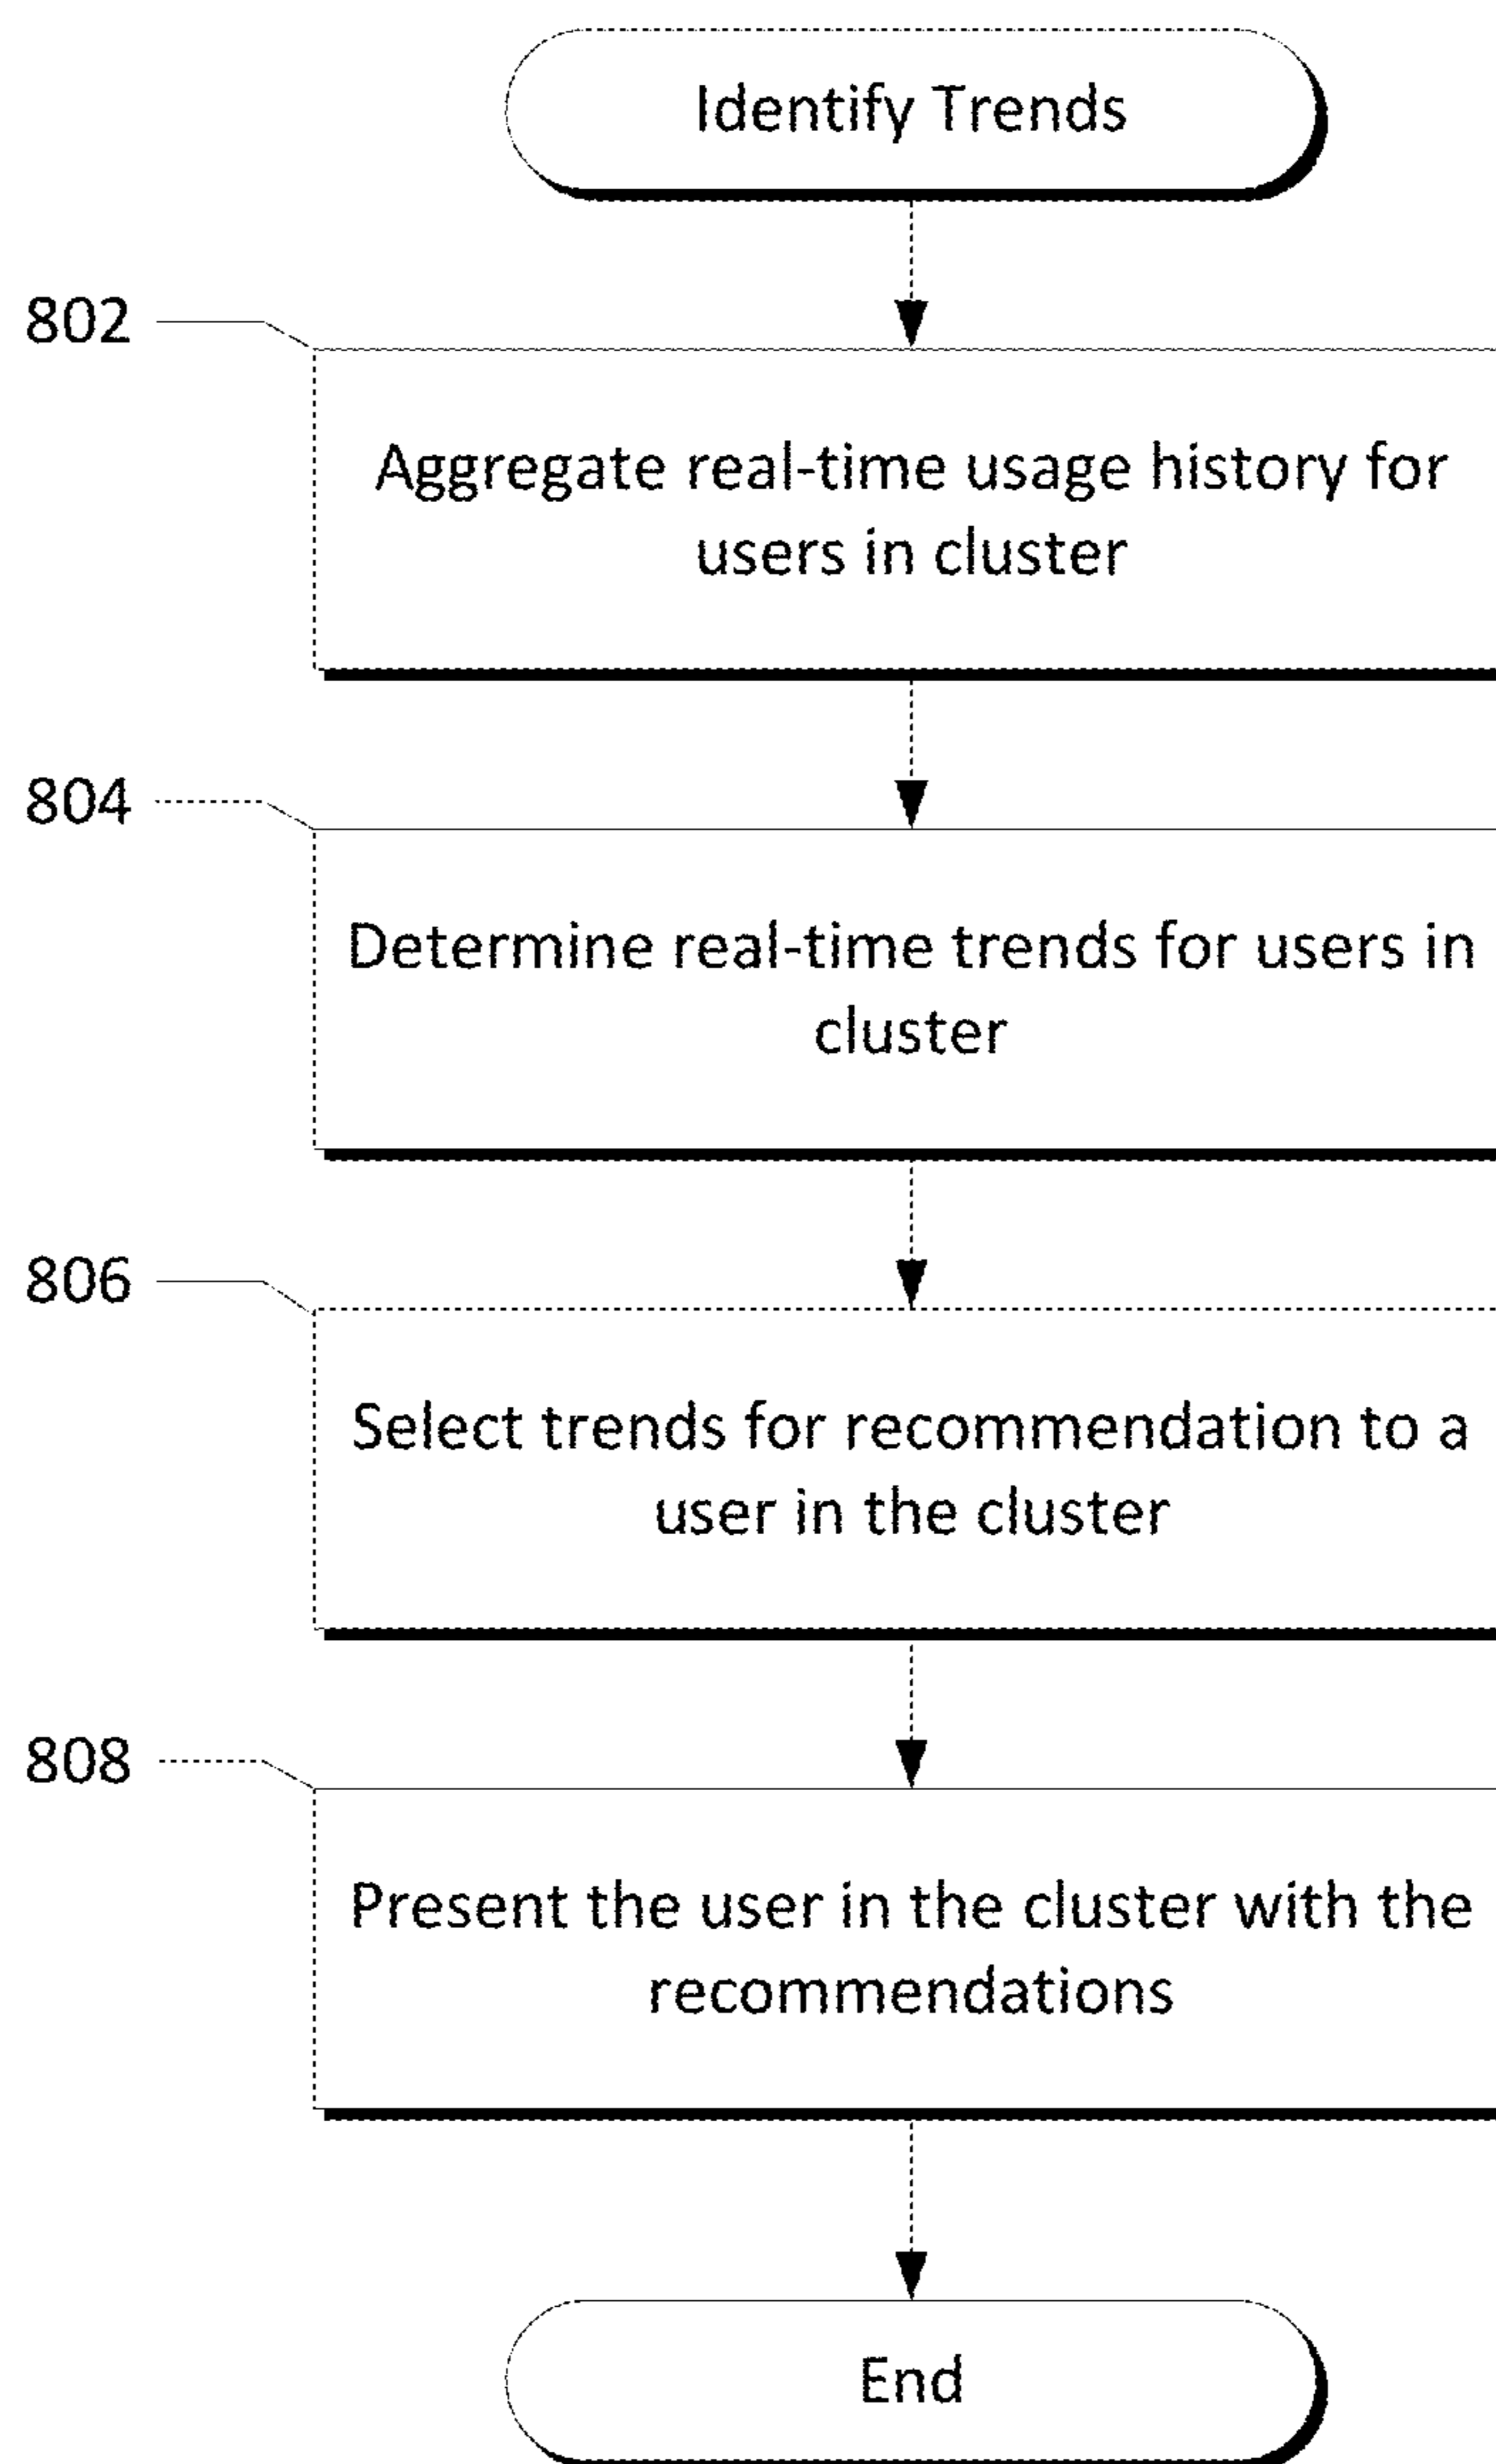 Identify Trends
802
Aggregate real-time usage history for
users in cluster
804
Determine real-time trends for users in
cluster
806
Select trends for recommendation to a
user in the cluster
808
Present the user in the cluster with the
recommendations
End